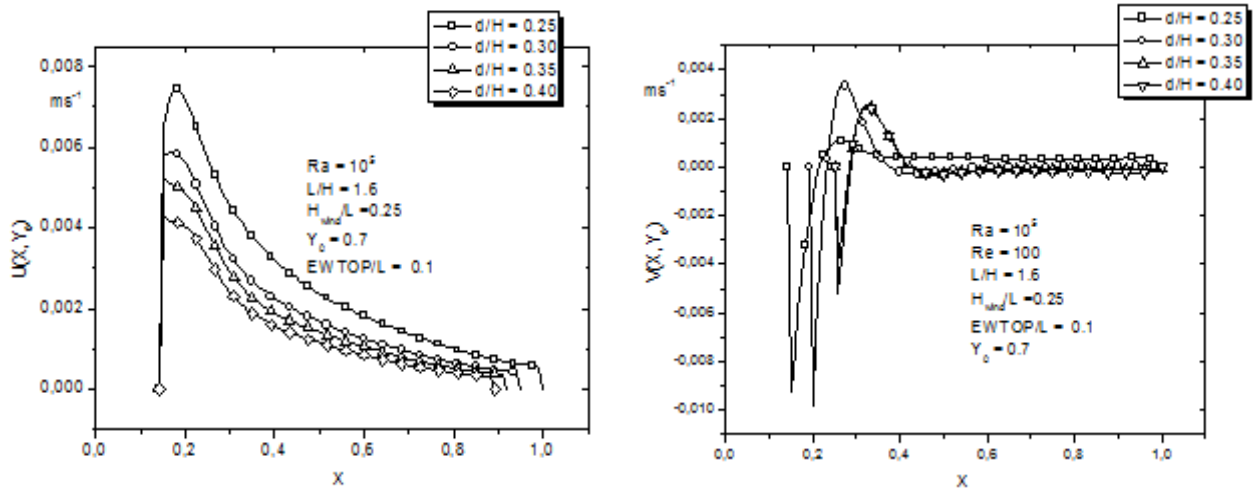 d/H = 0.25
d/H = 0.30
d/H = 0.35
d/H = 0.40
0,008
ms⁻¹
0,006
0,004
0,002
0,000
U(X, Y₀)
Ra = 10⁵
L/H = 1.6
H_wind/L = 0.25
Y₀ = 0.7
EWTOP/L = 0.1
0,0
0,2
0,4
0,6
0,8
1,0
X
d/H = 0.25
d/H = 0.30
d/H = 0.35
d/H = 0.40
0,004
ms⁻¹
0,002
0,000
-0,002
-0,004
-0,006
-0,008
-0,010
V(X, Y₀)
Ra = 10⁵
Re = 100
L/H = 1.6
H_wind/L = 0.25
EWTOP/L = 0.1
Y₀ = 0.7
0,0
0,2
0,4
0,6
0,8
1,0
X